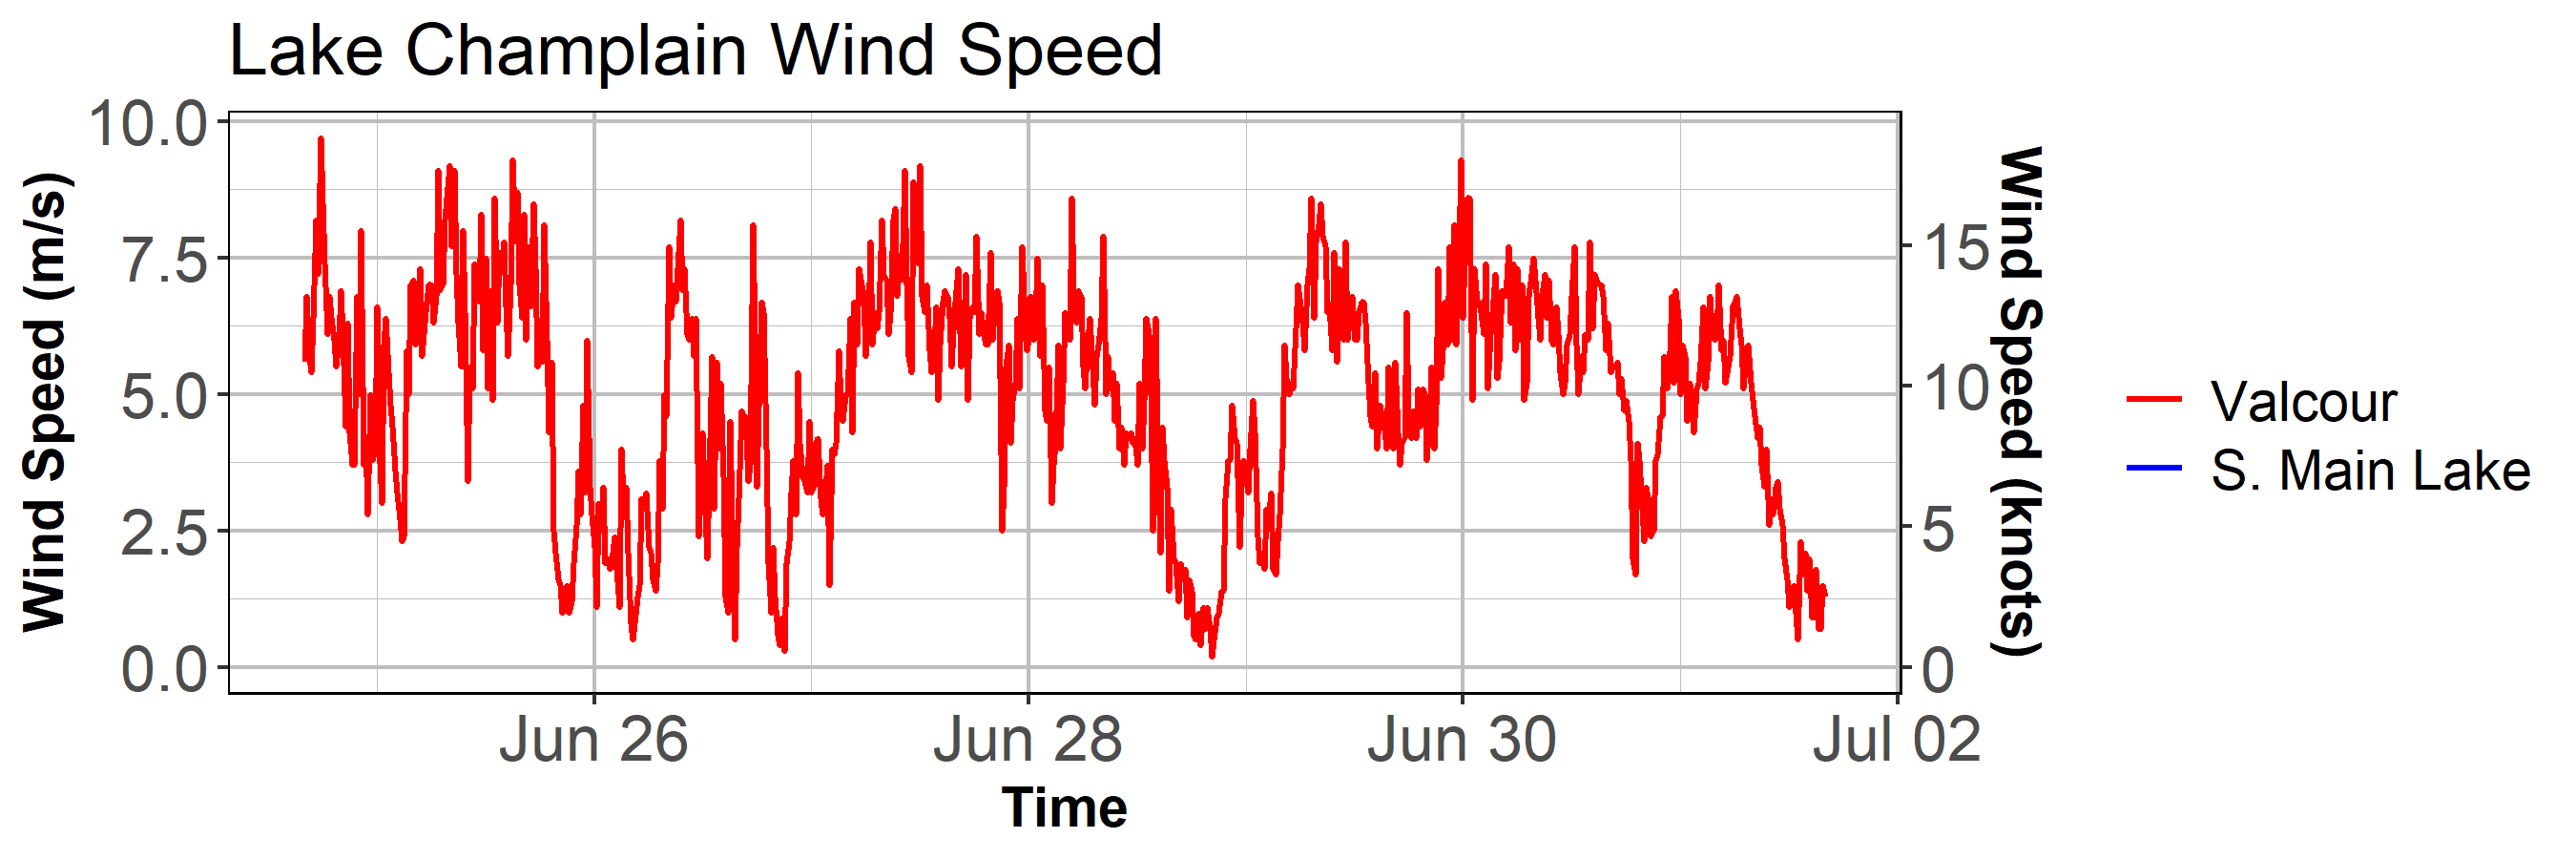 Lake Champlain Wind Speed
Wind Speed (m/s)
10.0
7.5
5.0
2.5
0.0
15
10
5
0
Wind Speed (knots)
Jun 26
Jun 28
Jun 30
Jul 02
Time
Valcour
S. Main Lake